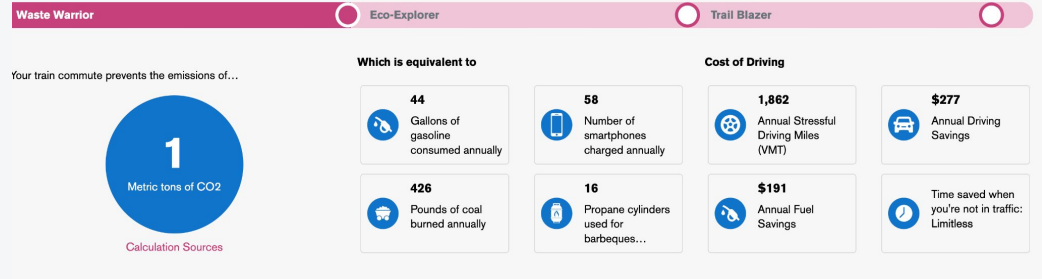 Waste Warrior
Eco-Explorer
Trail Blazer
Your train commute prevents the emissions of...
1
Metric tons of CO2
Calculation Sources
Which is equivalent to
44
Gallons of
gasoline
consumed annually
58
Number of
smartphones
charged annually
426
Pounds of coal
burned annually
16
Propane cylinders
used for
barbeques...
Cost of Driving
1,862
Annual Stressful
Driving Miles
(VMT)
$277
Annual Driving
Savings
$191
Annual Fuel
Savings
Time saved when
you're not in traffic:
Limitless